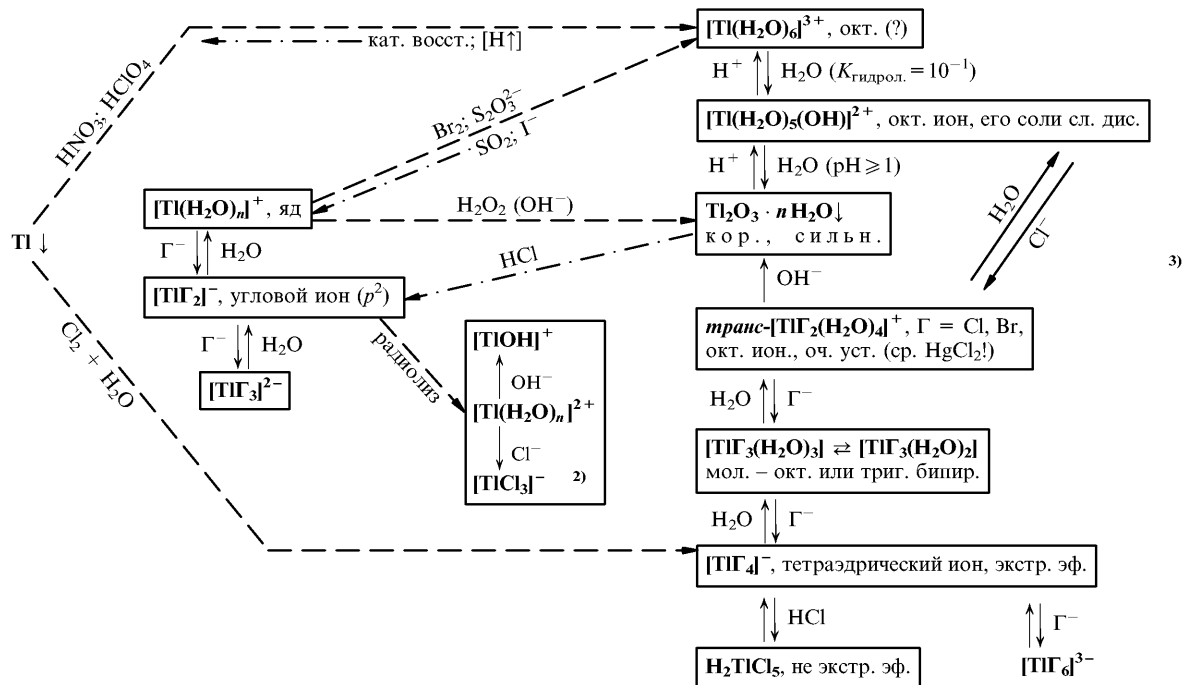 [Tl(H₂O)₆]³⁺, окт. (?)
кат. восст.; [H↑]
HNO₃; HClO₄
H⁺
H₂O (Kгидрол. = 10⁻¹)
Br₂; S₂O₃²⁻
SO₂; I⁻
[Tl(H₂O)₅(OH)]²⁺, окт. ион, его соли сл. дис.
H⁺
H₂O (pH ⩾ 1)
[Tl(H₂O)ₙ]⁺, яд
H₂O₂ (OH⁻)
Tl₂O₃ · nH₂O↓
кор., сильн.
H₂O
Cl⁻
Tl ↓
Г⁻
H₂O
HCl
OH⁻
3)
[TlГ₂]⁻, угловой ион (p²)
Cl₂ + H₂O
Г⁻
H₂O
радиолиз
[TlГ₃]²⁻
[TlOH]⁺
OH⁻
[Tl(H₂O)ₙ]²⁺
Cl⁻
[TlCl₃]⁻
2)
транс-[TlГ₂(H₂O)₄]⁺, Г = Cl, Br,
окт. ион., оч. уст. (ср. HgCl₂!)
H₂O
Г⁻
[TlГ₃(H₂O)₃] ⇄ [TlГ₃(H₂O)₂]
мол. – окт. или триг. бипир.
H₂O
Г⁻
[TlГ₄]⁻, тетраэдрический ион, экстр. эф.
HCl
Г⁻
H₂TlCl₅, не экстр. эф.
[TlГ₆]³⁻